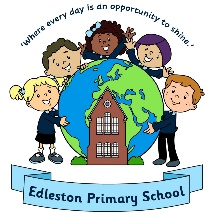 'Where every day is an opportunity to shine.'
Edleston Primary School